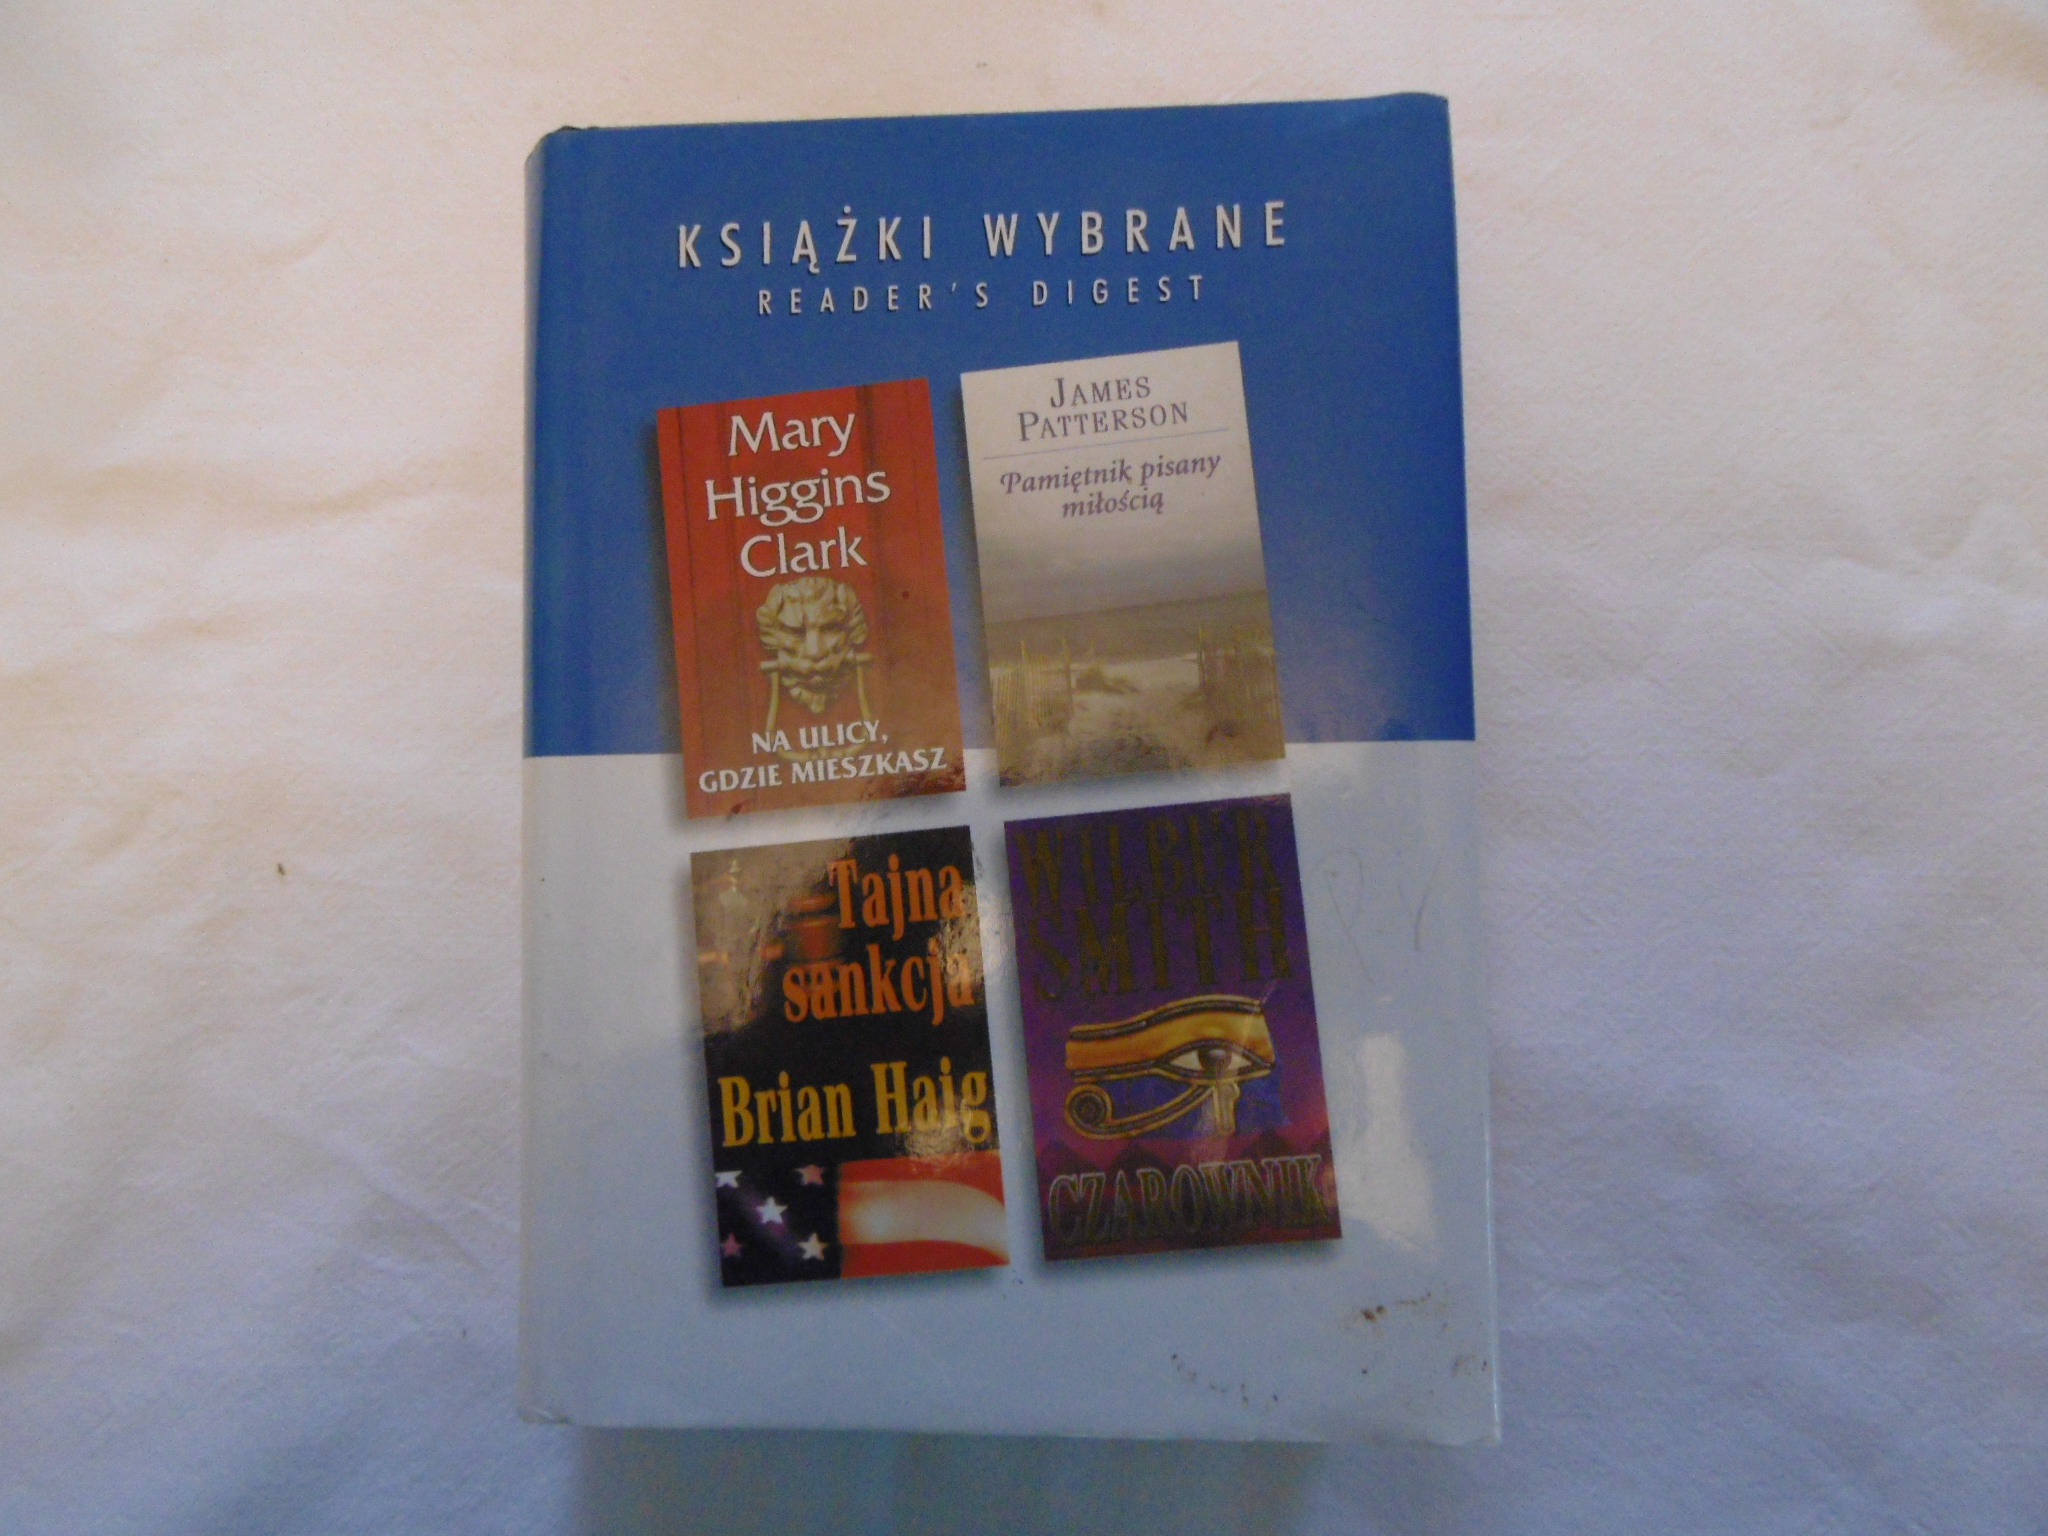 KSIĄŻKI WYBRANE
READER'S DIGEST
Mary
Higgins
Clark
NA ULICY,
GDZIE MIESZKASZ
JAMES
PATTERSON
Pamiętnik pisany
miłością
Tajna
sankcja
Brian Haig
WILBUR
SMITH
CZAROWNIK